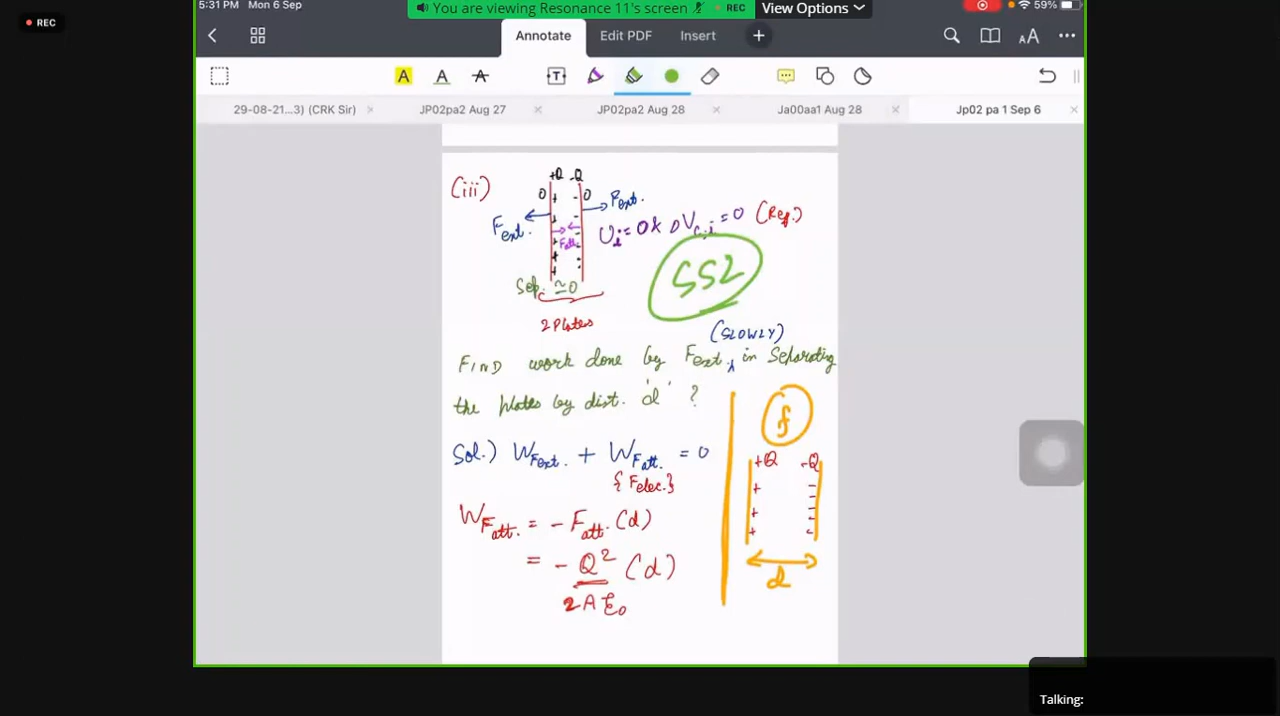 5:31 PM Mon 6 Sep
You are viewing Resonance 11's screen
REC
View Options
59%
REC
Annotate
Edit PDF
Insert
29-08-21...3) (CRK Sir)
JP02pa2 Aug 27
JP02pa2 Aug 28
Ja00aa1 Aug 28
Jp02 pa 1 Sep 6
(iii)
+Q -Q
0 0
Fext. Fext.
Fatt.
Ui = 0 & ΔVc,i = 0 (Ref.)
SS2
Sep. ≃ 0
2 Plates
(SLOWLY)
FIND work done by Fext. in Separating
the plates by dist. 'd' ?
Sol.) WFext. + WFatt. = 0
{Felec.}
WFatt. = - Fatt. (d)
= - Q² (d)
2Aε₀
f
+Q -Q
d
Talking: